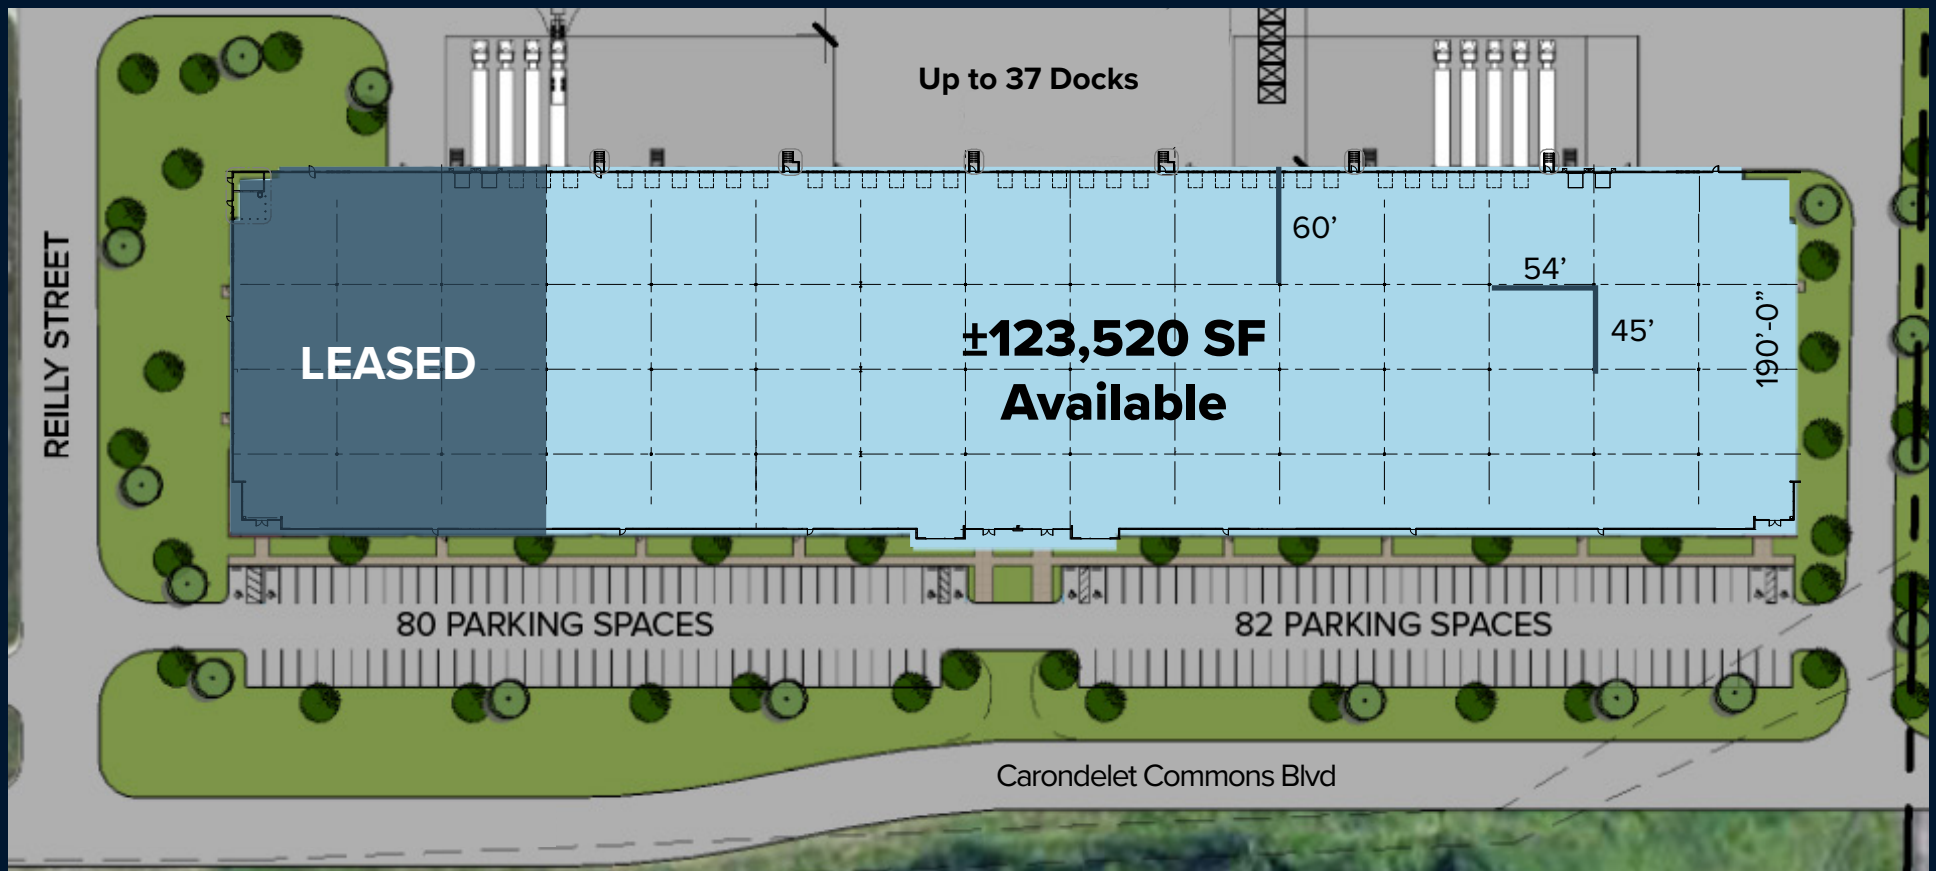 Up to 37 Docks
60’
54’
45’
190’-0”
REILLY STREET
LEASED
±123,520 SF
Available
80 PARKING SPACES
82 PARKING SPACES
Carondelet Commons Blvd